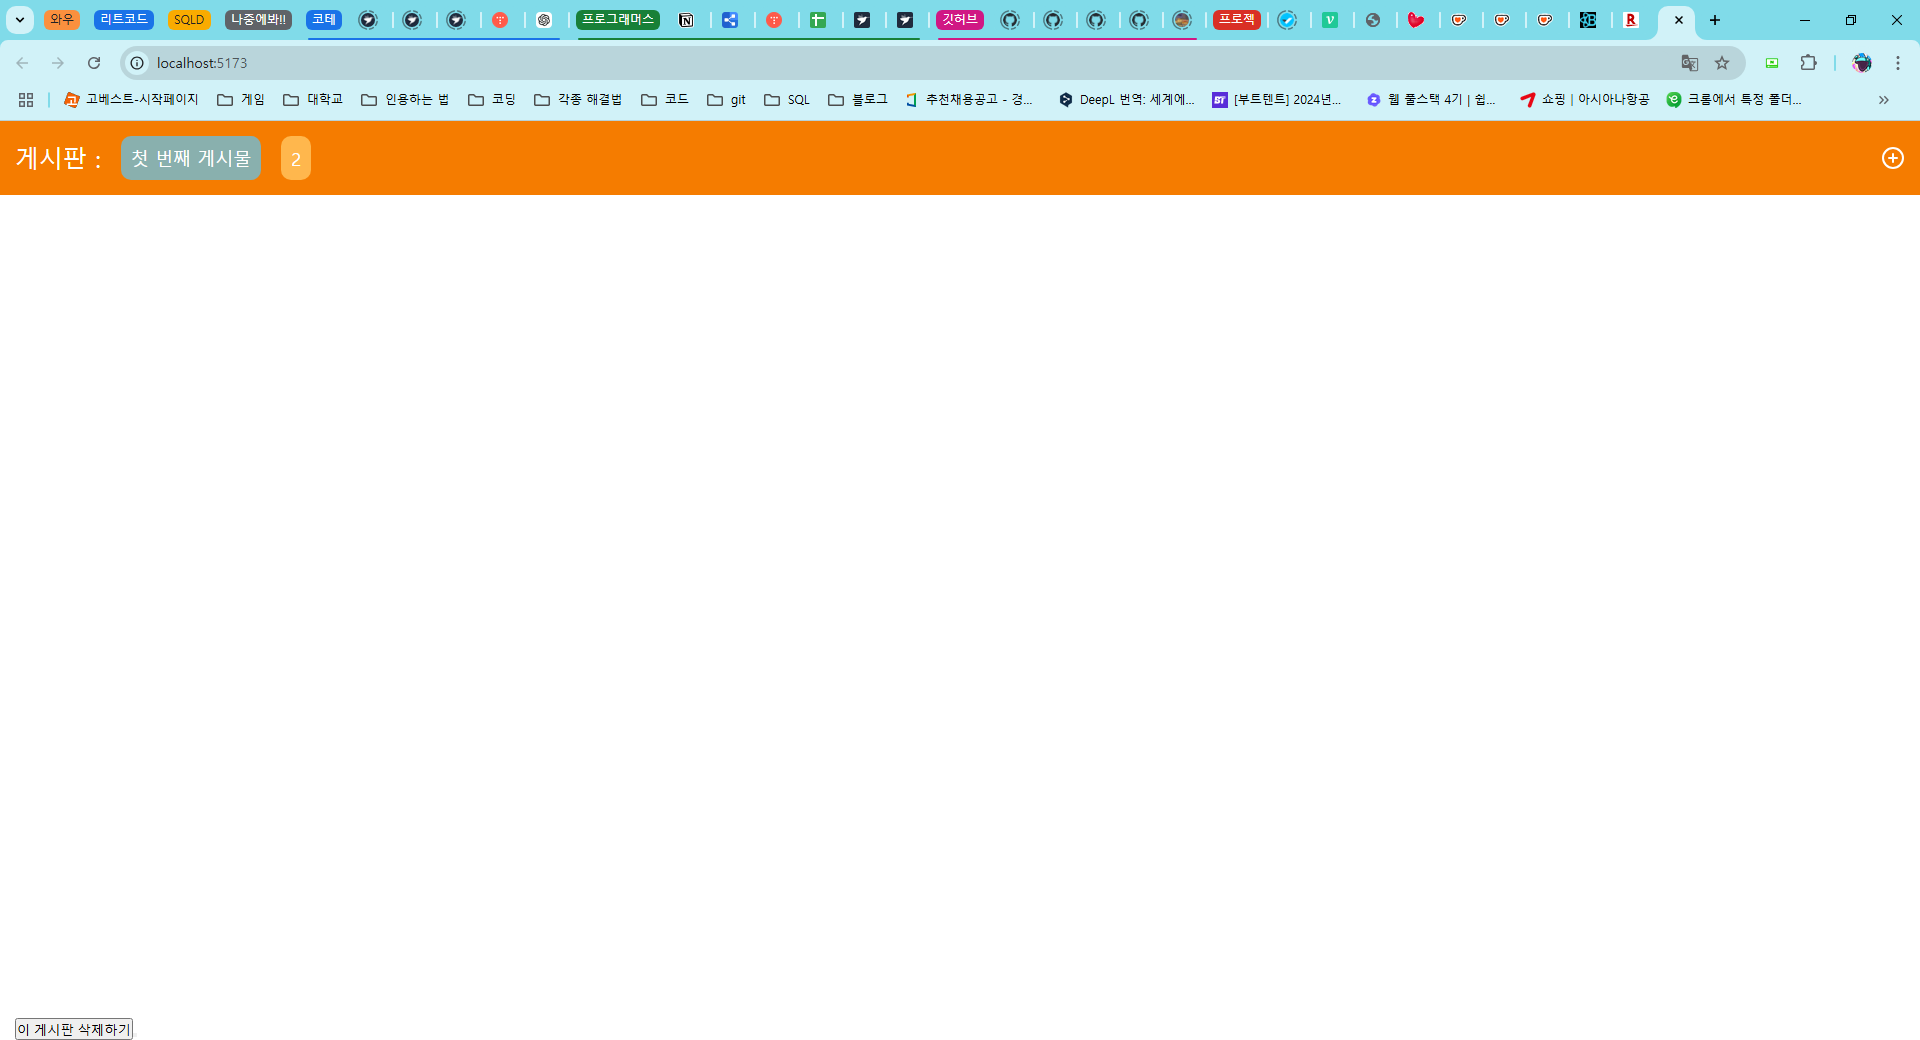 와우 리트코드 SQLD 나중에봐!! 코테 프로그래머스 깃허브 프로젝
localhost:5173
고베스트-시작페이지 게임 대학교 인용하는 법 코딩 각종 해결법 코드 git SQL 블로그 추천채용공고 - 경... DeepL 번역: 세계에... [부트텐트] 2024년... 웹 풀스택 4기 | 쉽... 쇼핑 | 아시아나항공 크롬에서 특정 폴더...
게시판 : 첫 번째 게시물 2
이 게시판 삭제하기